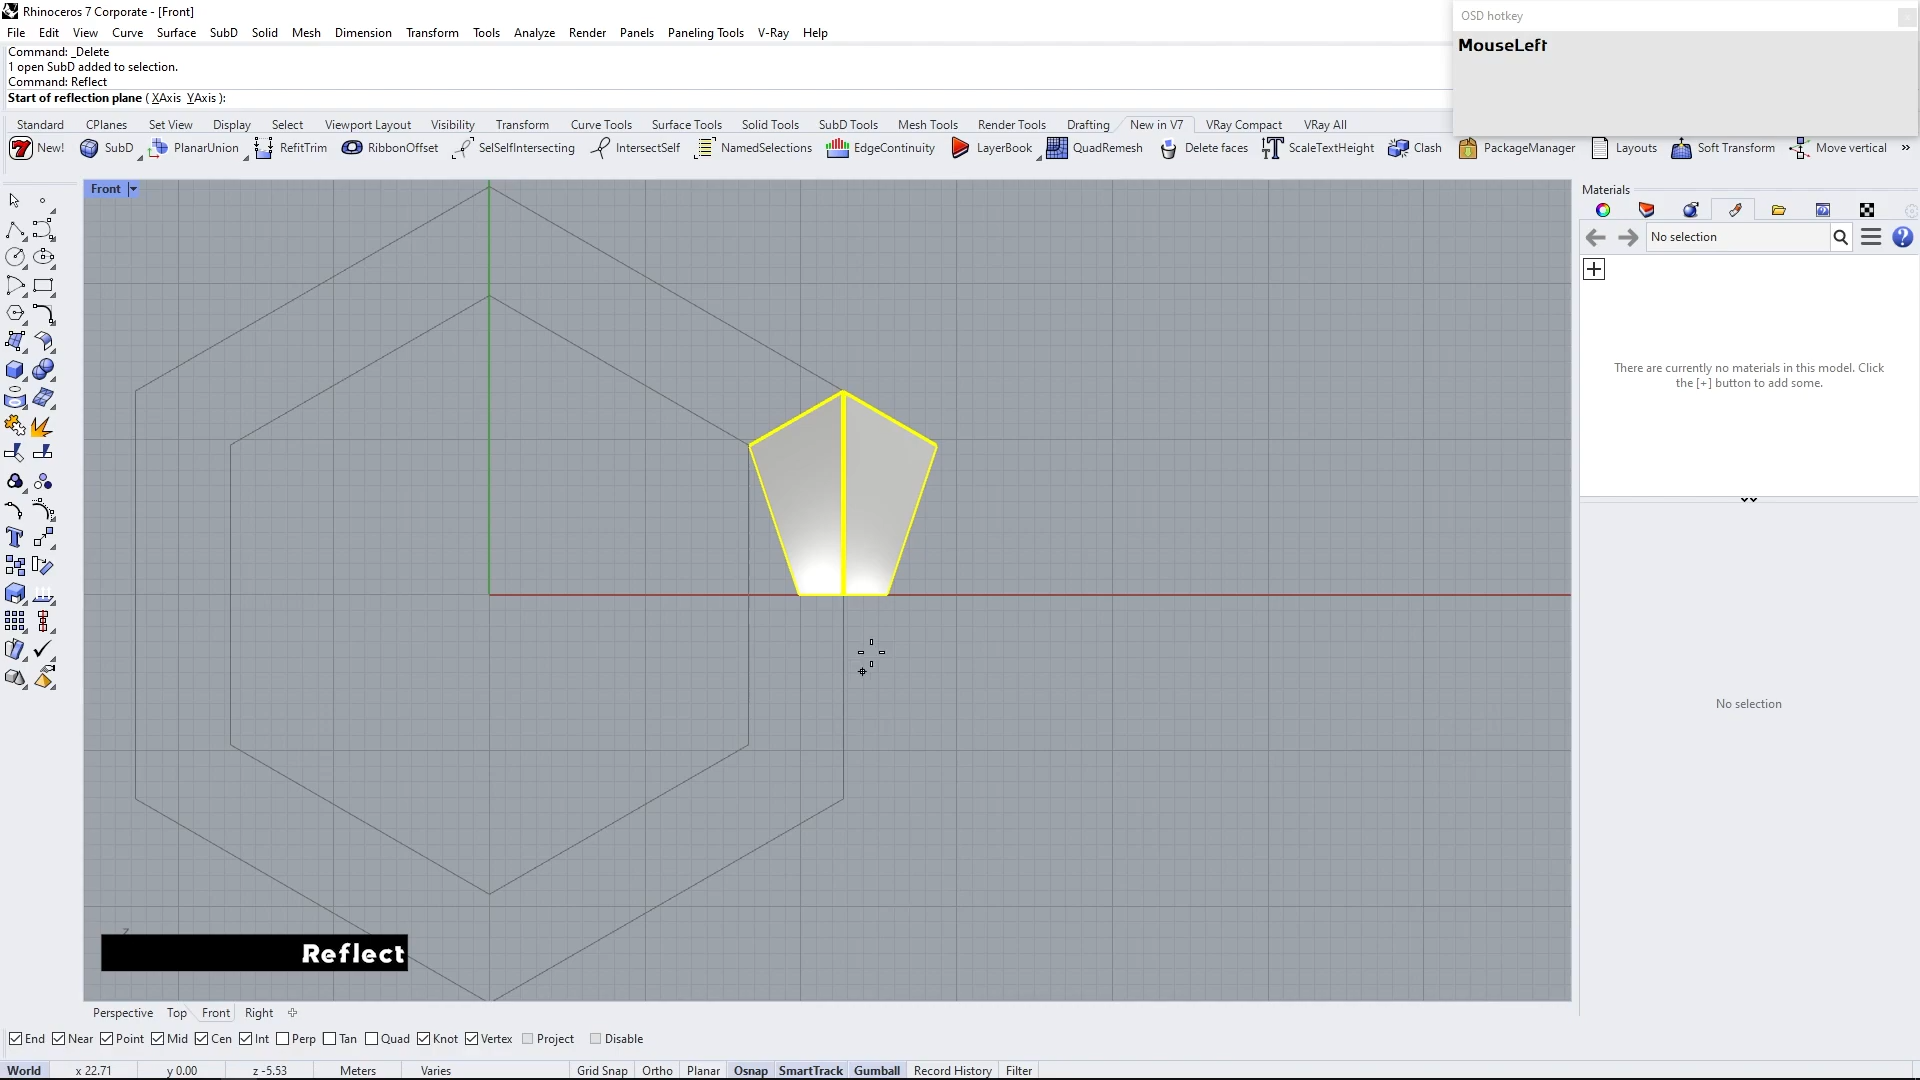 Rhinoceros 7 Corporate - [Front]
File Edit View Curve Surface SubD Solid Mesh Dimension Transform Tools Analyze Render Panels Paneling Tools V-Ray Help
Command: _Delete
1 open SubD added to selection.
Command: Reflect
Start of reflection plane ( XAxis YAxis ):
OSD hotkey
MouseLeft
Standard CPlanes Set View Display Select Viewport Layout Visibility Transform Curve Tools Surface Tools Solid Tools SubD Tools Mesh Tools Render Tools Drafting New in V7 VRay Compact VRay All
7 New! SubD PlanarUnion RefitTrim RibbonOffset SelSelfIntersecting IntersectSelf NamedSelections EdgeContinuity LayerBook QuadRemesh Delete faces ScaleTextHeight Clash PackageManager Layouts Soft Transform Move vertical »
Front
Materials
No selection
There are currently no materials in this model. Click
the [+] button to add some.
No selection
z
Reflect
Perspective Top Front Right
End Near Point Mid Cen Int Perp Tan Quad Knot Vertex Project Disable
World x 22.71 y 0.00 z -5.53 Meters Varies Grid Snap Ortho Planar Osnap SmartTrack Gumball Record History Filter